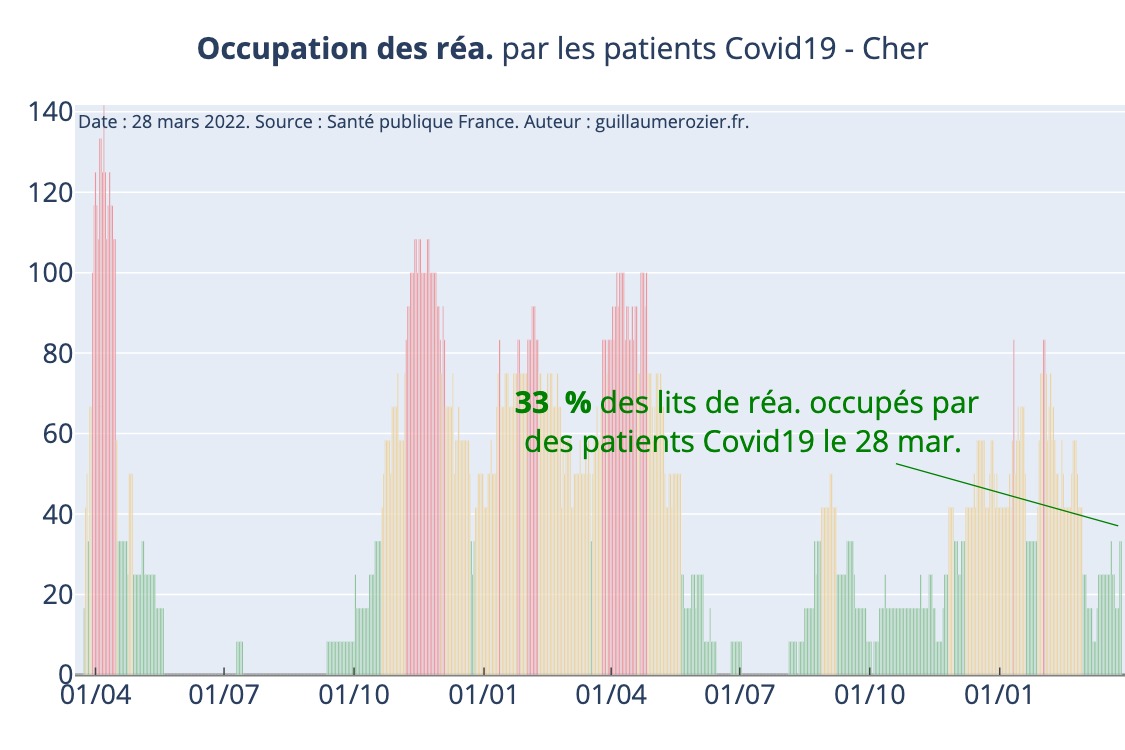 Occupation des réa. par les patients Covid19 - Cher
140
Date : 28 mars 2022. Source : Santé publique France. Auteur : guillaumerozier.fr.
120
100
80
33 % des lits de réa. occupés par
des patients Covid19 le 28 mar.
60
40
20
0
01/04 01/07 01/10 01/01 01/04 01/07 01/10 01/01